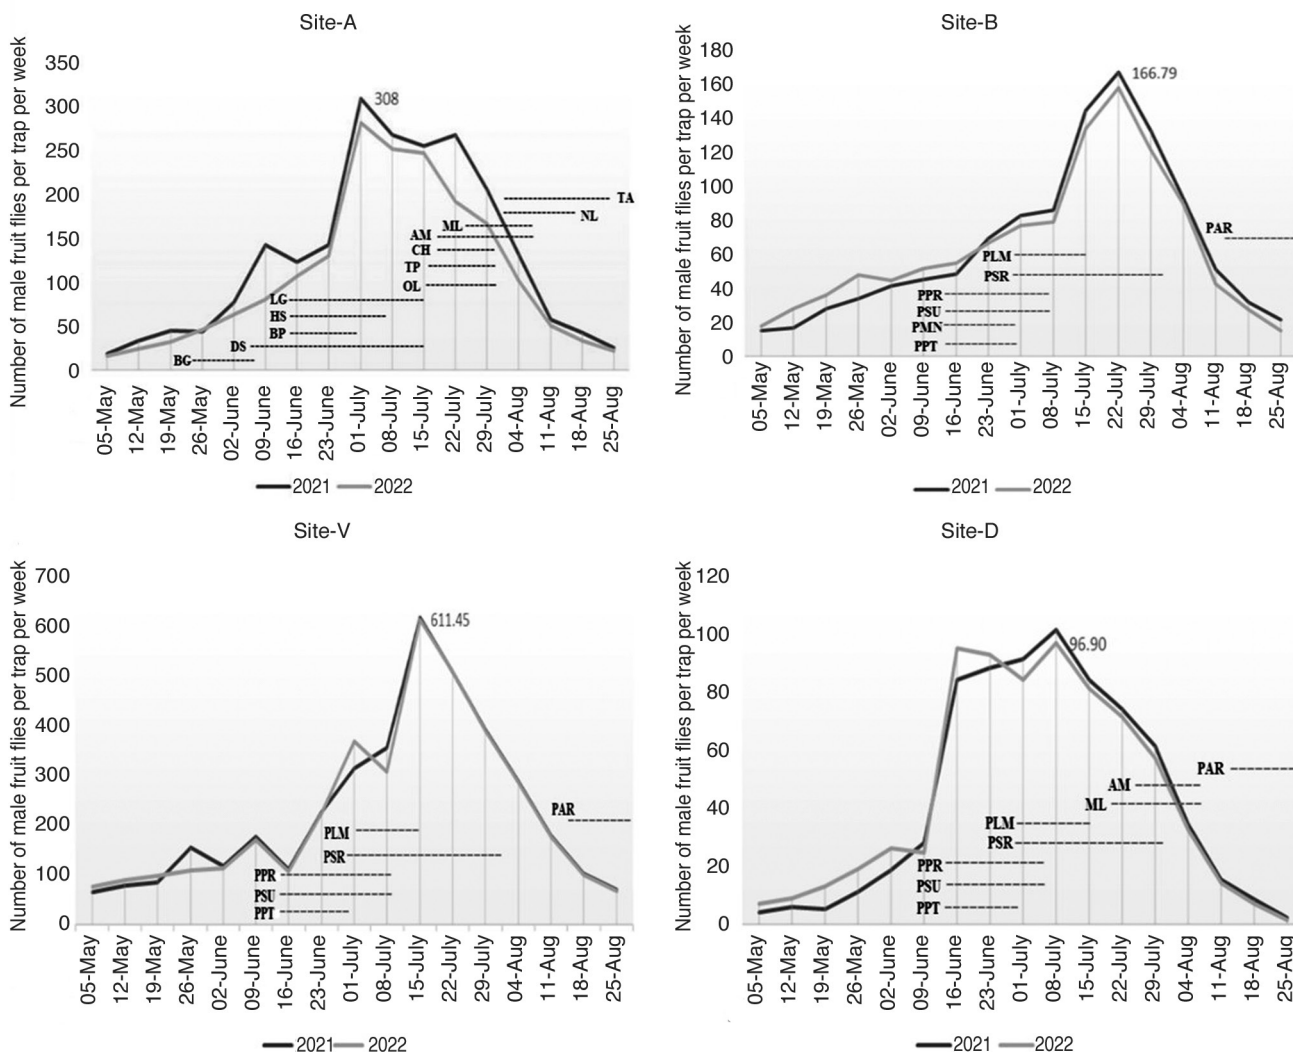 Site-A
Number of male fruit flies per trap per week
350
300
250
200
150
100
50
0
308
TA
NL
ML
AM
CH
TP
OL
LG
HS
BP
DS
BG
05-May
12-May
19-May
26-May
02-June
09-June
16-June
23-June
01-July
08-July
15-July
22-July
29-July
04-Aug
11-Aug
18-Aug
25-Aug
2021 2022
Site-B
Number of male fruit flies per trap per week
180
160
140
120
100
80
60
40
20
0
166.79
PAR
PLM
PSR
PPR
PSU
PMN
PPT
05-May
12-May
19-May
26-May
02-June
09-June
16-June
23-June
01-July
08-July
15-July
22-July
29-July
04-Aug
11-Aug
18-Aug
25-Aug
2021 2022
Site-V
Number of male fruit flies per trap per week
700
600
500
400
300
200
100
0
611.45
PAR
PLM
PSR
PPR
PSU
PPT
05-May
12-May
19-May
26-May
02-June
09-June
16-June
23-June
01-July
08-July
15-July
22-July
29-July
04-Aug
11-Aug
18-Aug
25-Aug
2021 2022
Site-D
Number of male fruit flies per trap per week
120
100
80
60
40
20
0
96.90
PAR
AM
ML
PLM
PSR
PPR
PSU
PPT
05-May
12-May
19-May
26-May
02-June
09-June
16-June
23-June
01-July
08-July
15-July
22-July
29-July
04-Aug
11-Aug
18-Aug
25-Aug
2021 2022